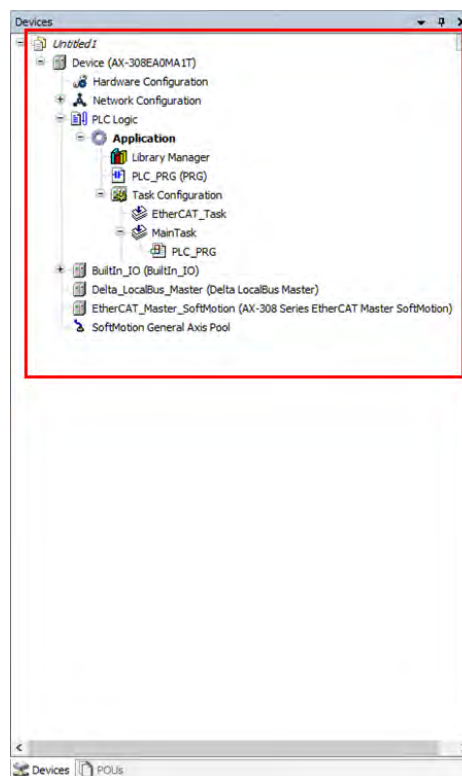 Devices
Untitled1
Device (AX-308EA0MA1T)
Hardware Configuration
Network Configuration
PLC Logic
Application
Library Manager
PLC_PRG (PRG)
Task Configuration
EtherCAT_Task
MainTask
PLC_PRG
BuiltIn_IO (BuiltIn_IO)
Delta_LocalBus_Master (Delta LocalBus Master)
EtherCAT_Master_SoftMotion (AX-308 Series EtherCAT Master SoftMotion)
SoftMotion General Axis Pool
Devices POUs